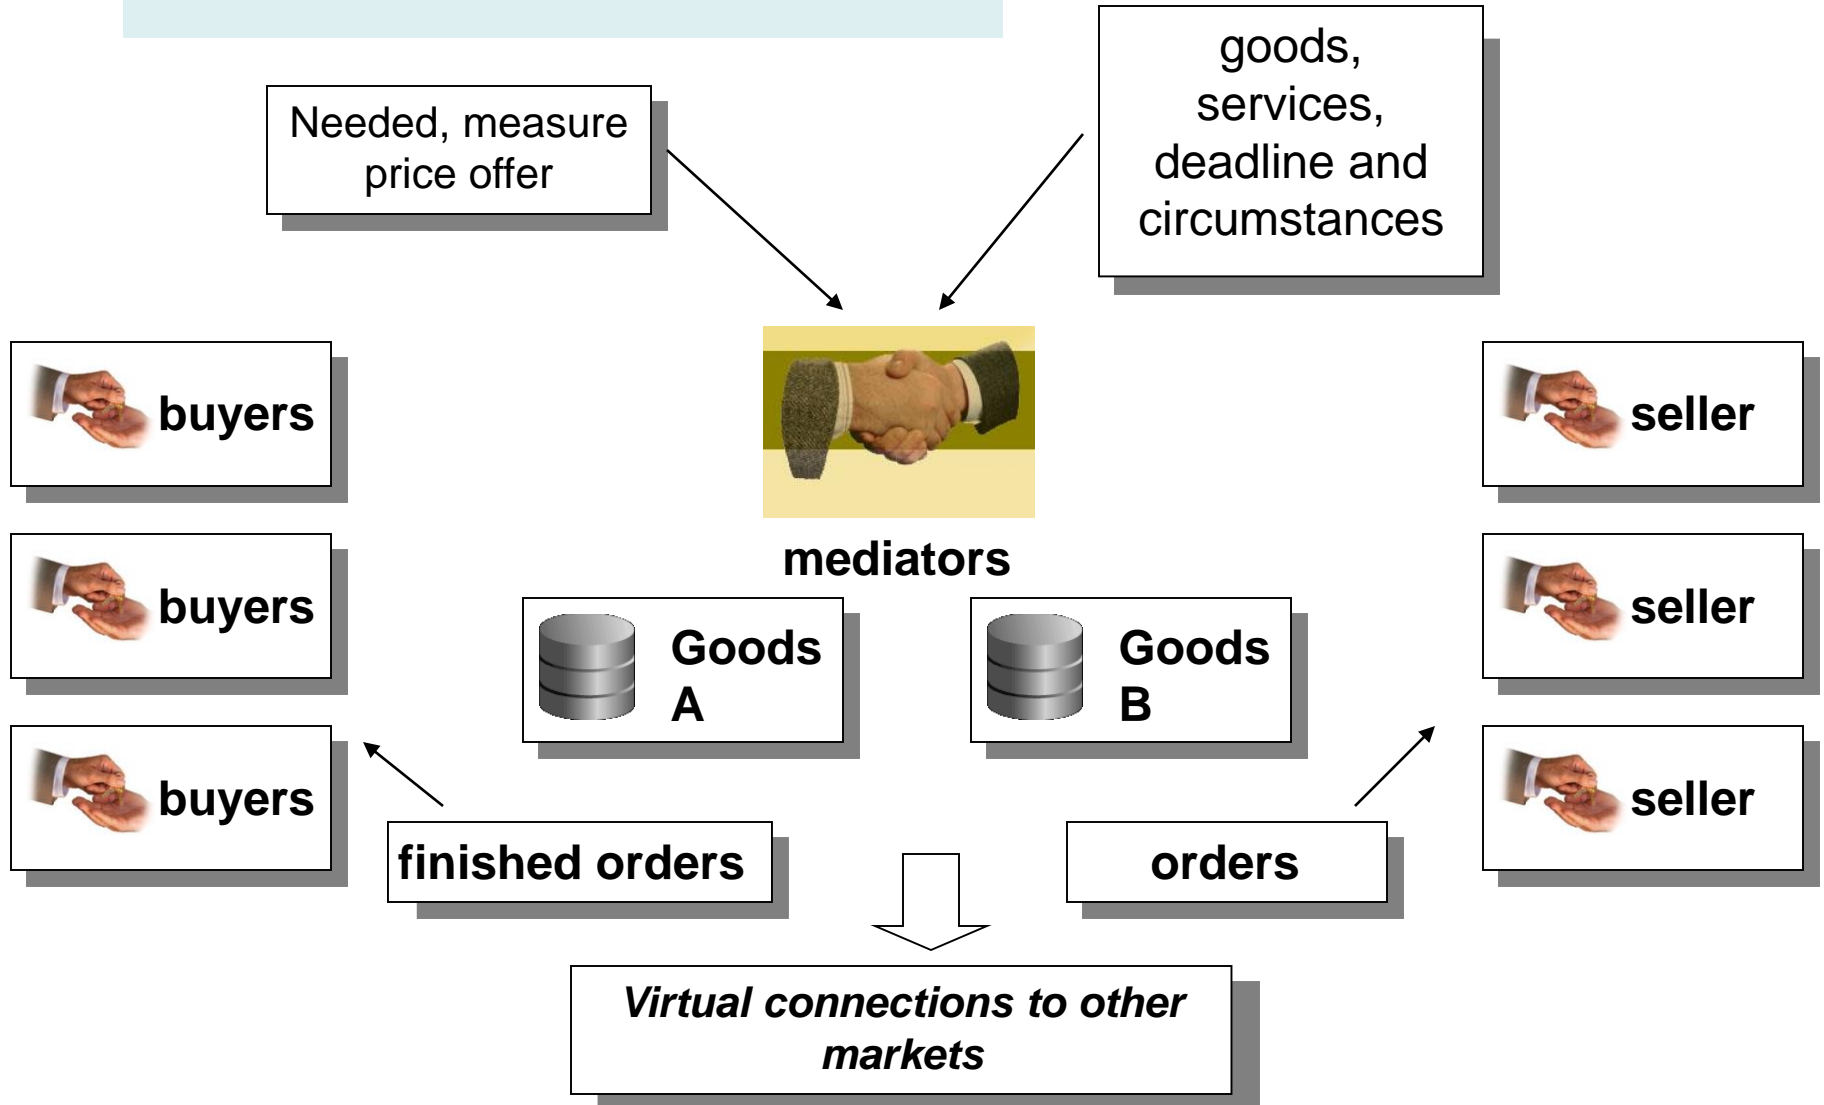 goods,
services,
deadline and
circumstances
Needed, measure
price offer
buyers
seller
mediators
buyers
Goods
A
Goods
B
seller
buyers
seller
finished orders
orders
Virtual connections to other
markets